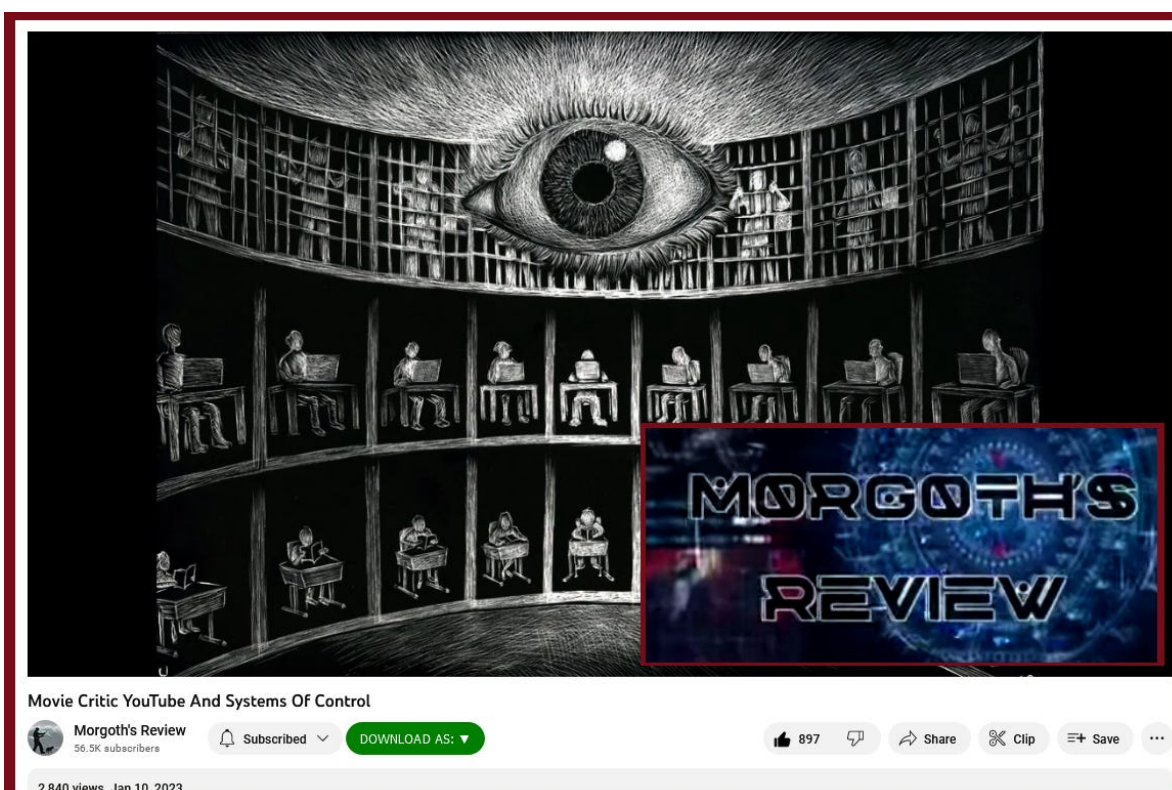 MORGOTH'S
REVIEW
Movie Critic YouTube And Systems Of Control
Morgoth's Review
56.5K subscribers
Subscribed
DOWNLOAD AS: ▼
897
Share
Clip
Save
...
2,840 views Jan 10, 2023